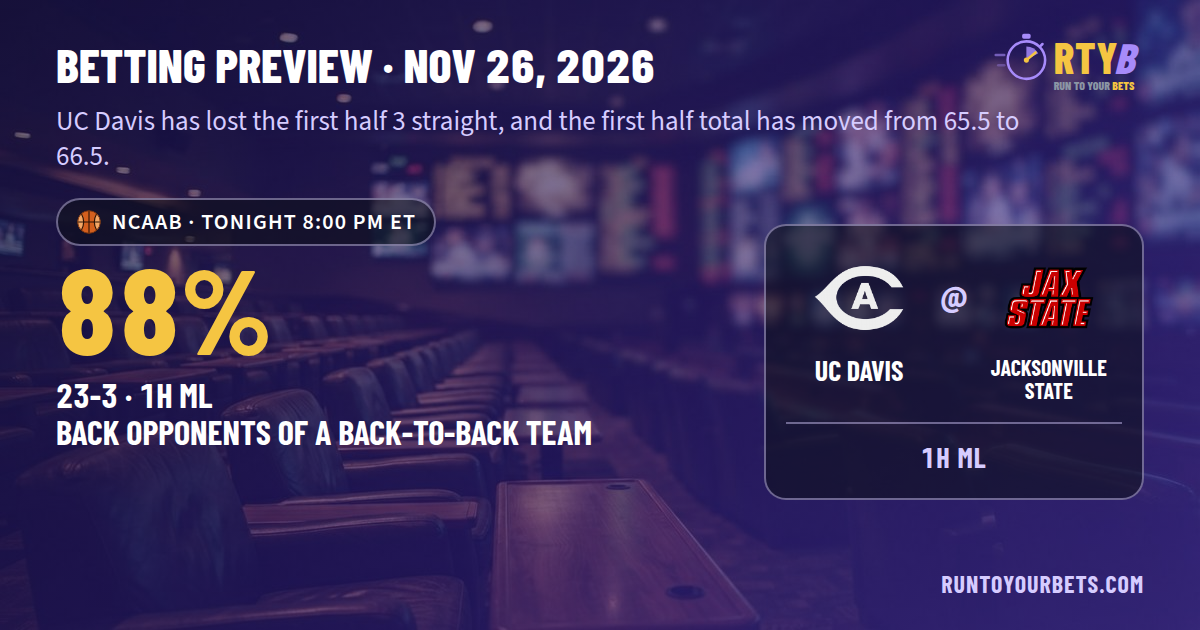 BETTING PREVIEW · NOV 26, 2026
RTYB
RUN TO YOUR BETS
UC Davis has lost the first half 3 straight, and the first half total has moved from 65.5 to
66.5.
NCAAB · TONIGHT 8:00 PM ET
88%
23-3 · 1H ML
BACK OPPONENTS OF A BACK-TO-BACK TEAM
CA
@
JAX
STATE
UC DAVIS
JACKSONVILLE
STATE
1H ML
RUNTOYOURBETS.COM